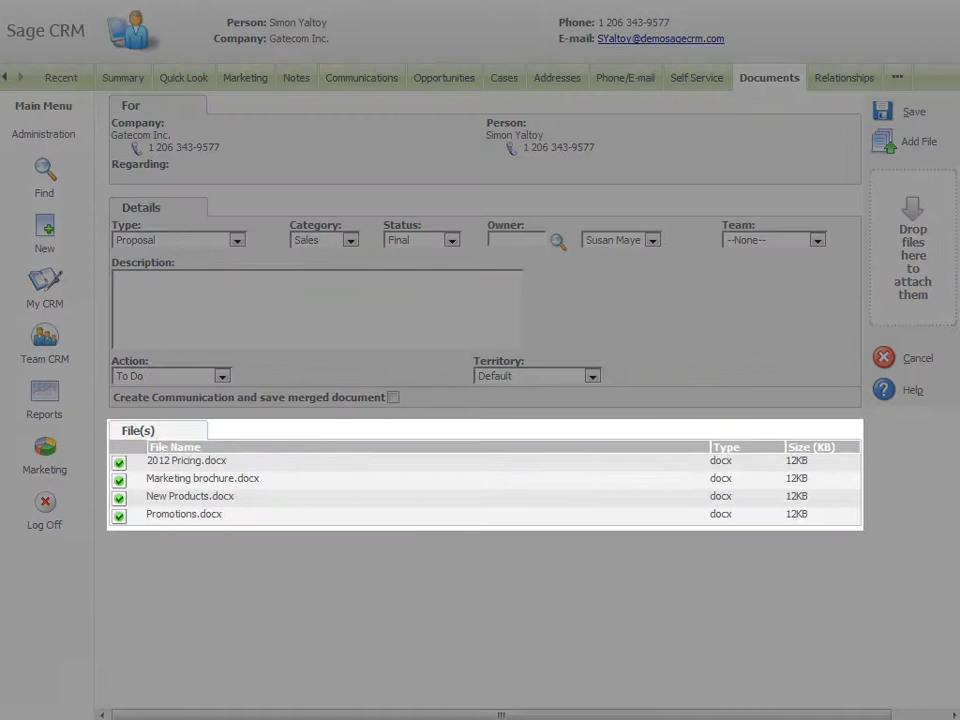 Sage CRM
Person: Simon Yaltoy
Company: Gatecom Inc.
Phone: 1 206 343-9577
E-mail: SYaltoy@demosagecrm.com
Recent Summary Quick Look Marketing Notes Communications Opportunities Cases Addresses Phone/E-mail Self Service Documents Relationships •••
Main Menu
Administration
Find
New
My CRM
Team CRM
Reports
Marketing
Log Off
For
Company: Person:
Gatecom Inc. Simon Yaltoy
1 206 343-9577 1 206 343-9577
Regarding:
Details
Type: Category: Status: Owner: Team:
Proposal Sales Final Susan Maye --None--
Description:
Action: Territory:
To Do Default
Create Communication and save merged document
File(s)
File Name Type Size (KB)
2012 Pricing.docx docx 12KB
Marketing brochure.docx docx 12KB
New Products.docx docx 12KB
Promotions.docx docx 12KB
Save
Add File
Drop
files
here
to
attach
them
Cancel
Help